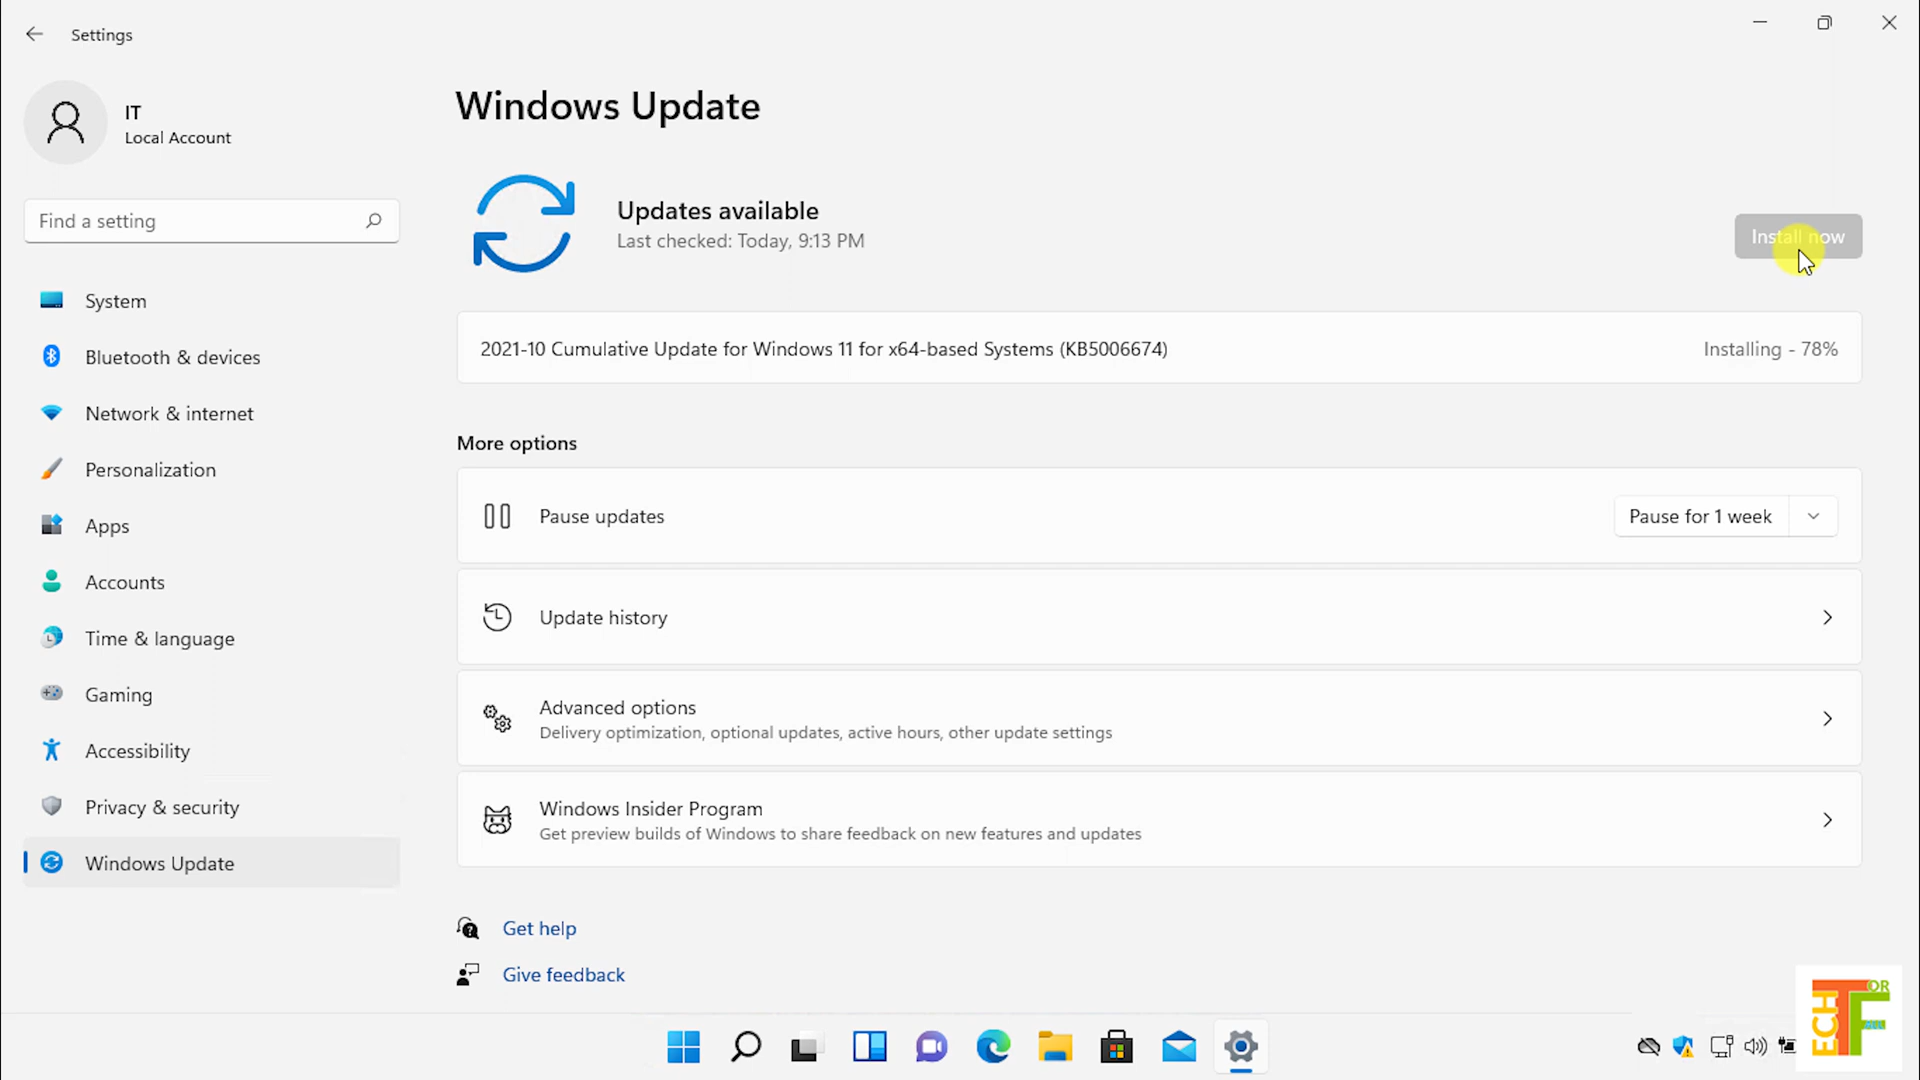 Settings
IT
Local Account
Find a setting
System
Bluetooth & devices
Network & internet
Personalization
Apps
Accounts
Time & language
Gaming
Accessibility
Privacy & security
Windows Update
Windows Update
Updates available
Last checked: Today, 9:13 PM
Install now
2021-10 Cumulative Update for Windows 11 for x64-based Systems (KB5006674)
Installing - 78%
More options
Pause updates
Pause for 1 week
Update history
Advanced options
Delivery optimization, optional updates, active hours, other update settings
Windows Insider Program
Get preview builds of Windows to share feedback on new features and updates
Get help
Give feedback
TECH
FOR